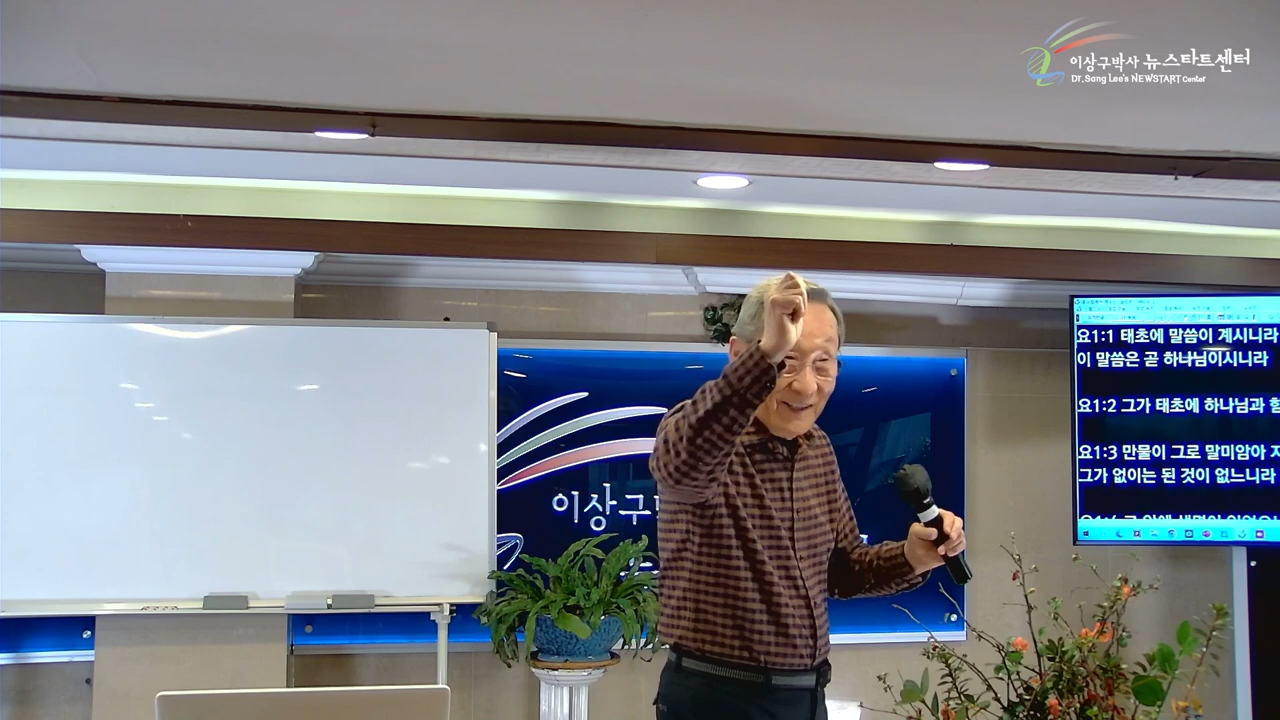 이상구박사 뉴스타트센터
Dr. Sang Lee's NEWSTART Center
이상구
요1:1 태초에 말씀이 계시니라
이 말씀은 곧 하나님이시니라
요1:2 그가 태초에 하나님과 함
요1:3 만물이 그로 말미암아 지
그가 없이는 된 것이 없느니라